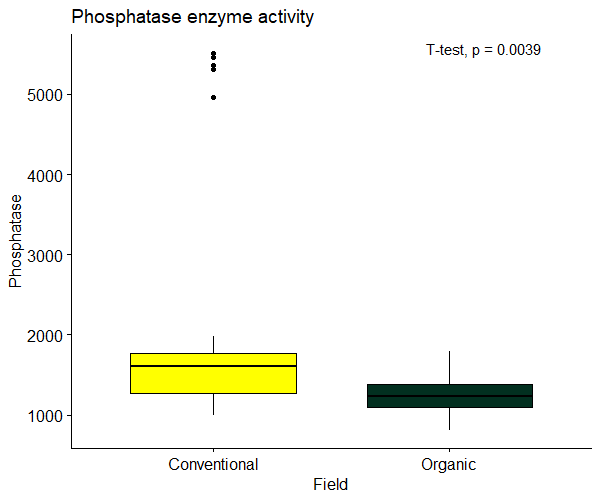 Phosphatase enzyme activity
T-test, p = 0.0039
5000
4000
3000
2000
1000
Phosphatase
Conventional
Organic
Field